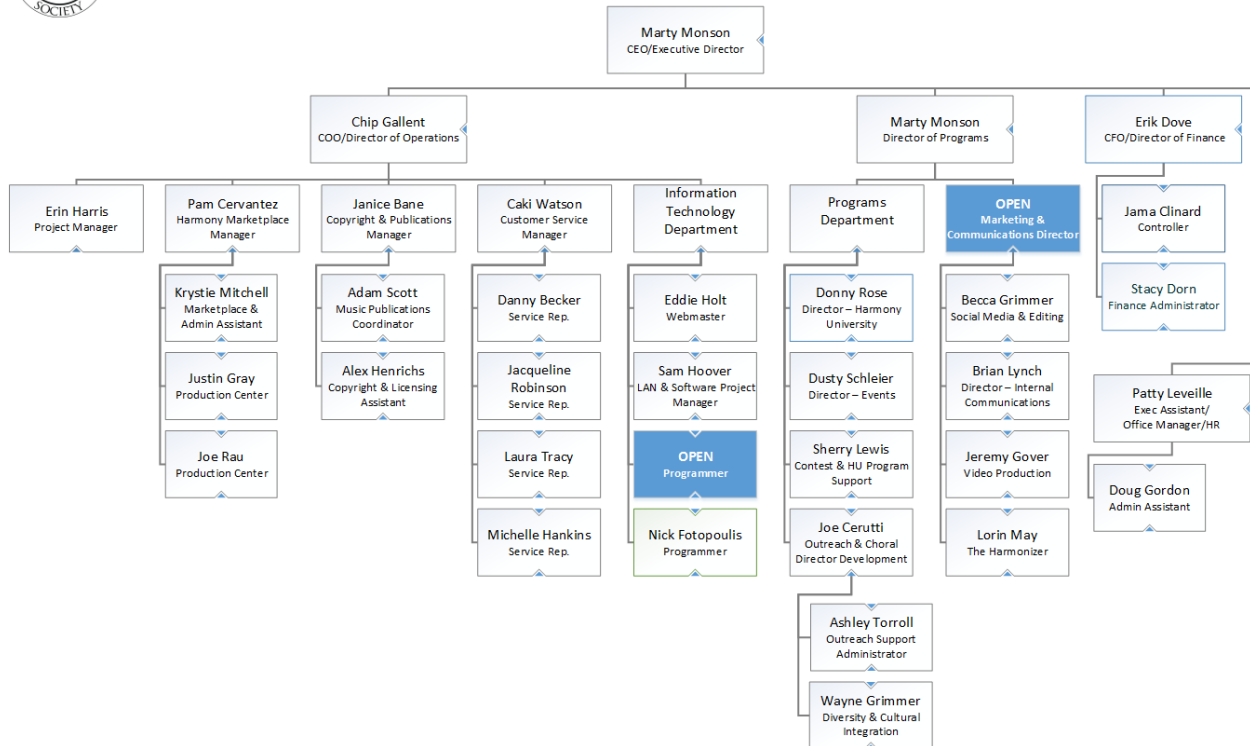 SOCIETY
Marty Monson
CEO/Executive Director
Chip Gallent
COO/Director of Operations
Marty Monson
Director of Programs
Erik Dove
CFO/Director of Finance
Erin Harris
Project Manager
Pam Cervantez
Harmony Marketplace
Manager
Janice Bane
Copyright & Publications
Manager
Caki Watson
Customer Service
Manager
Information
Technology
Department
Programs
Department
OPEN
Marketing &
Communications Director
Jama Clinard
Controller
Stacy Dorn
Finance Administrator
Krystie Mitchell
Marketplace &
Admin Assistant
Justin Gray
Production Center
Joe Rau
Production Center
Adam Scott
Music Publications
Coordinator
Alex Henrichs
Copyright & Licensing
Assistant
Danny Becker
Service Rep.
Jacqueline
Robinson
Service Rep.
Laura Tracy
Service Rep.
Michelle Hankins
Service Rep.
Eddie Holt
Webmaster
Sam Hoover
LAN & Software Project
Manager
OPEN
Programmer
Nick Fotopoulis
Programmer
Donny Rose
Director – Harmony
University
Dusty Schleier
Director – Events
Sherry Lewis
Contest & HU Program
Support
Joe Cerutti
Outreach & Choral
Director Development
Ashley Torroll
Outreach Support
Administrator
Wayne Grimmer
Diversity & Cultural
Integration
Becca Grimmer
Social Media & Editing
Brian Lynch
Director – Internal
Communications
Jeremy Gover
Video Production
Lorin May
The Harmonizer
Patty Leveille
Exec Assistant/
Office Manager/HR
Doug Gordon
Admin Assistant